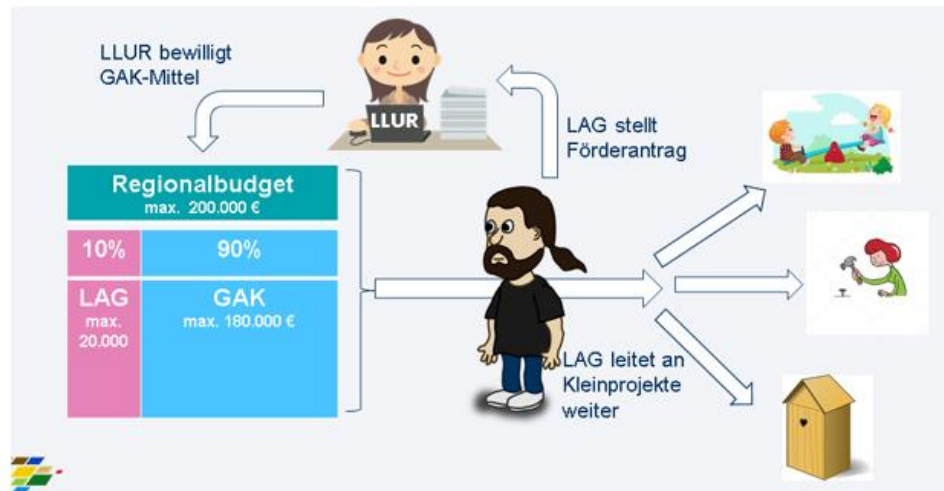 LLUR bewilligt
GAK-Mittel
LLUR
LAG stellt
Förderantrag
Regionalbudget
max. 200.000 €
10%
90%
LAG
max.
20.000
GAK
max. 180.000 €
LAG leitet an
Kleinprojekte
weiter